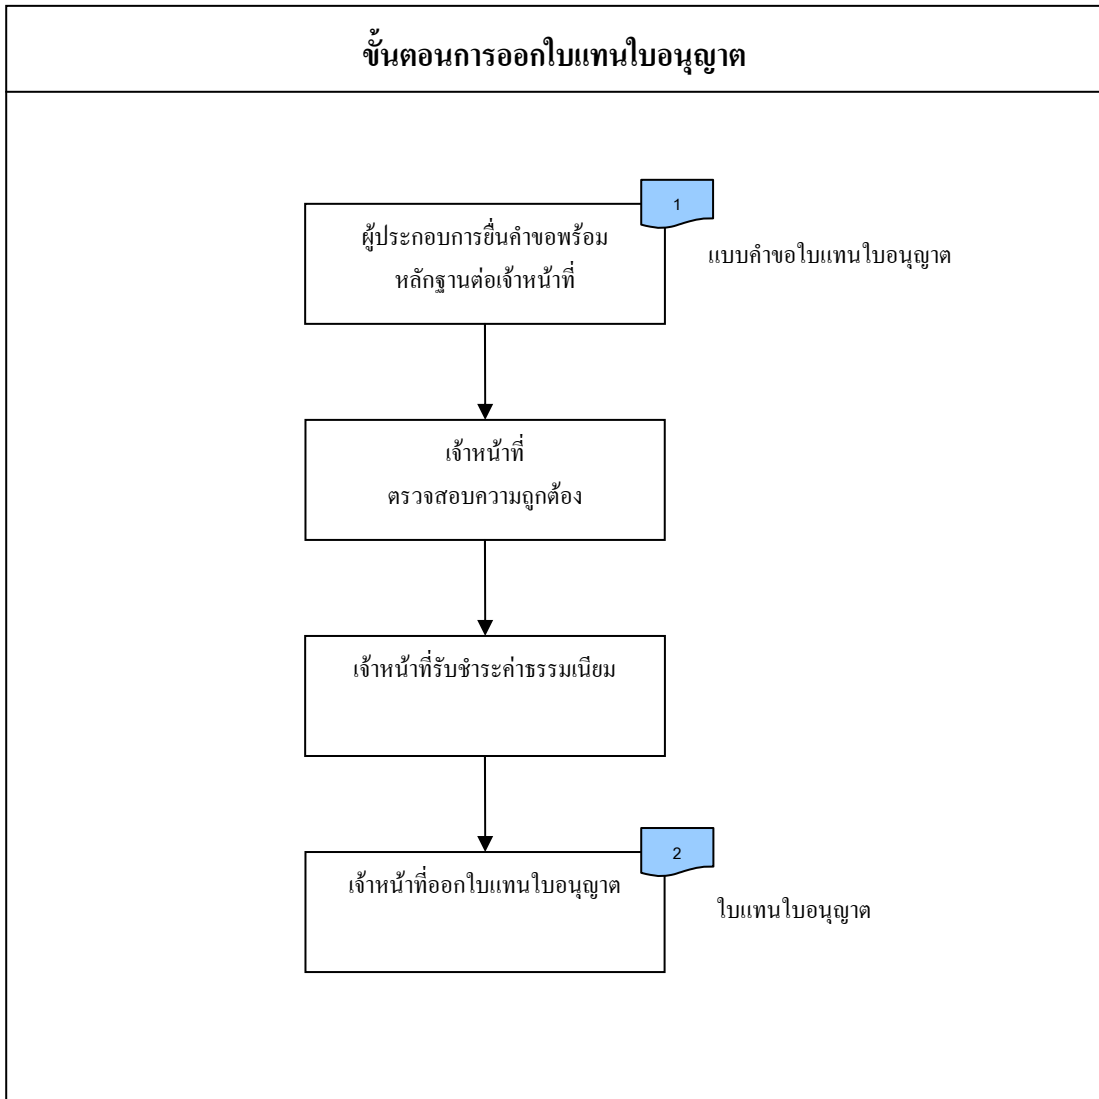 ขั้นตอนการออกใบแทนใบอนุญาต
1
ผู้ประกอบการยื่นคำขอพร้อม
หลักฐานต่อเจ้าหน้าที่
แบบคำขอใบแทนใบอนุญาต
เจ้าหน้าที่
ตรวจสอบความถูกต้อง
เจ้าหน้าที่รับชำระค่าธรรมเนียม
2
เจ้าหน้าที่ออกใบแทนใบอนุญาต
ใบแทนใบอนุญาต